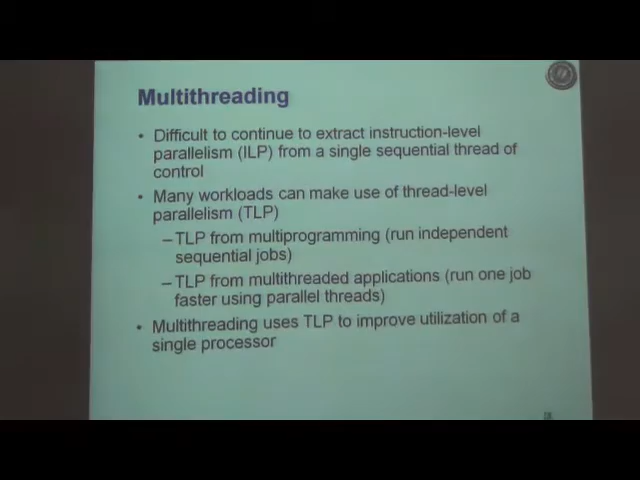 Multithreading
• Difficult to continue to extract instruction-level
parallelism (ILP) from a single sequential thread of
control
• Many workloads can make use of thread-level
parallelism (TLP)
– TLP from multiprogramming (run independent
sequential jobs)
– TLP from multithreaded applications (run one job
faster using parallel threads)
• Multithreading uses TLP to improve utilization of a
single processor